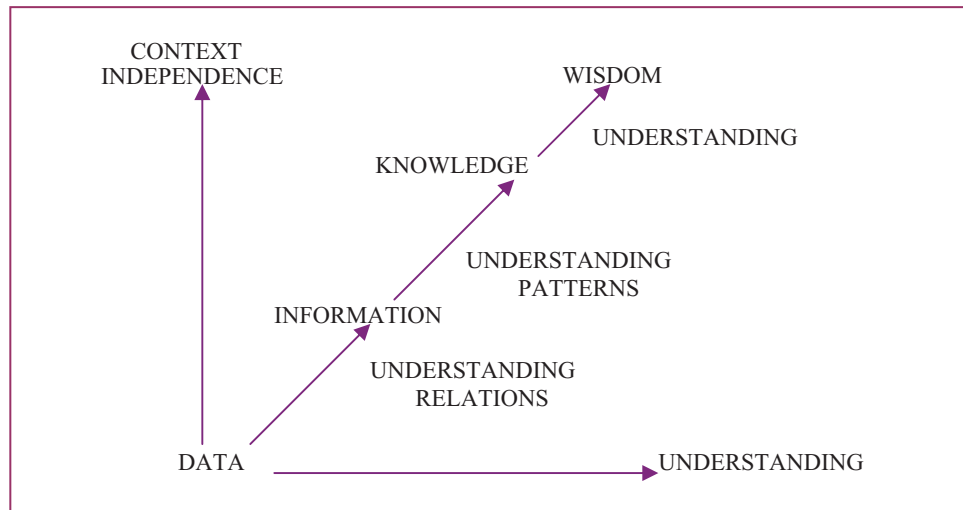 CONTEXT
INDEPENDENCE
WISDOM
UNDERSTANDING
KNOWLEDGE
UNDERSTANDING
PATTERNS
INFORMATION
UNDERSTANDING
RELATIONS
DATA
UNDERSTANDING